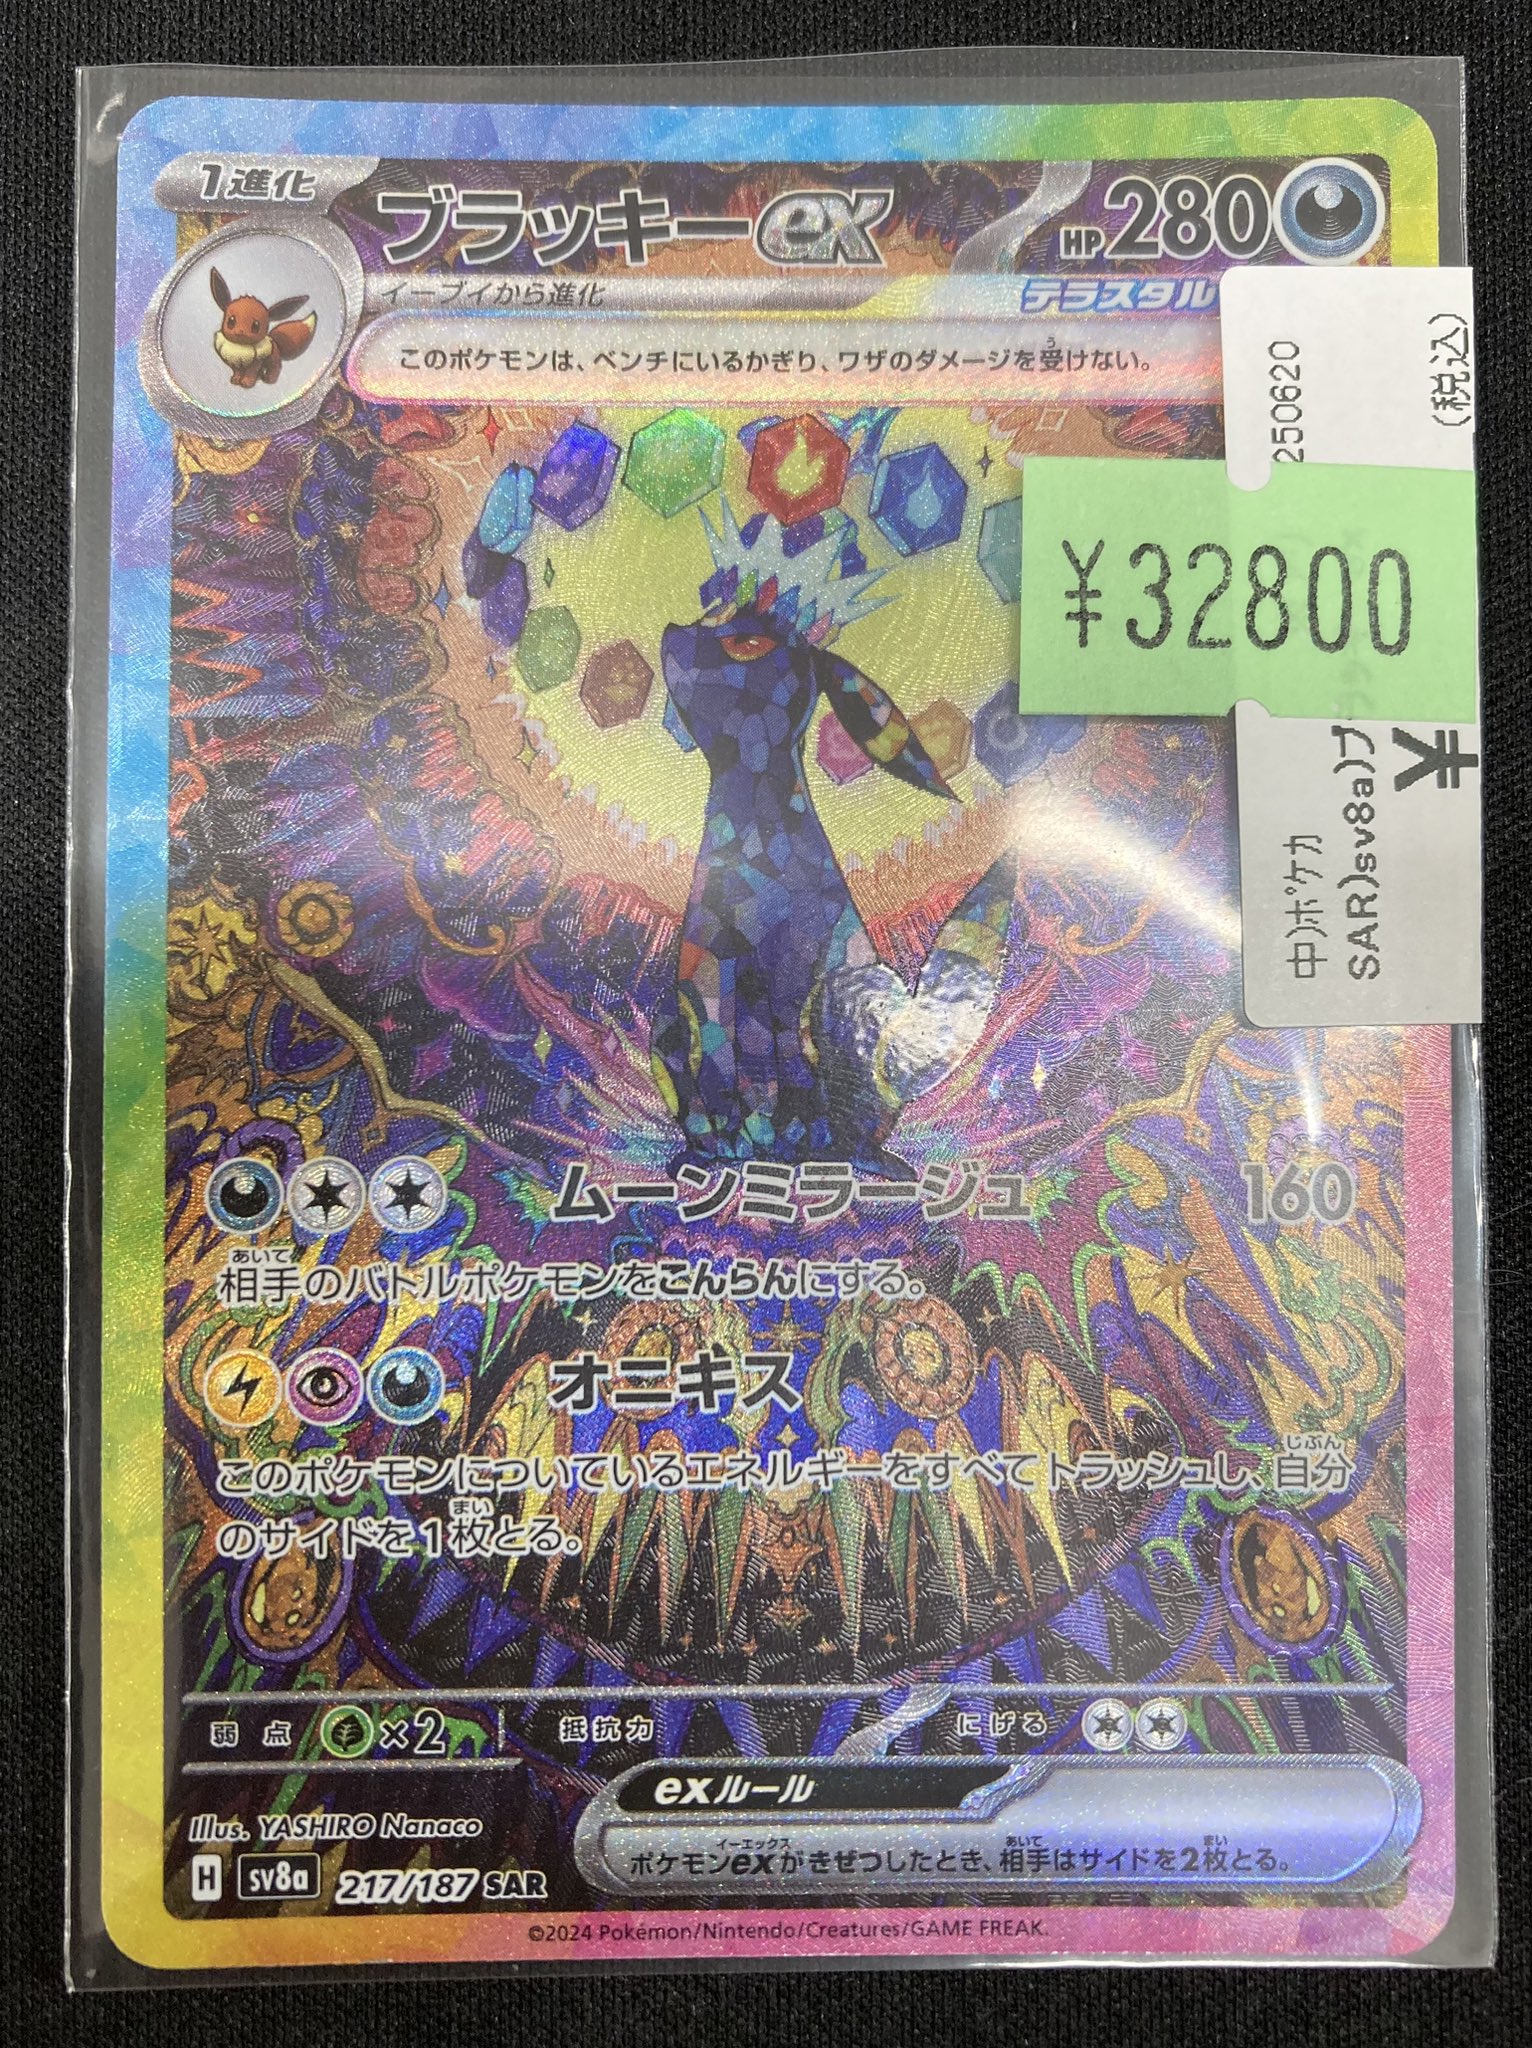 1進化
ブラッキーex
HP280
イーブイから進化
テラスタル
このポケモンは、ベンチにいるかぎり、ワザのダメージを受けない。
250620
(税込)
¥32800
中)ポケカ
SAR)sv8a)ブラッ
¥
ムーンミラージュ 160
相手のバトルポケモンをこんらんにする。
オニキス
このポケモンについているエネルギーをすべてトラッシュし、自分
のサイドを1枚とる。
弱点 ×2 抵抗力 にげる
exルール
ポケモンexがきぜつしたとき、相手はサイドを2枚とる。
Illus. YASHIRO Nanaco
H sv8a 217/187 SAR
©2024 Pokémon/Nintendo/Creatures/GAME FREAK.